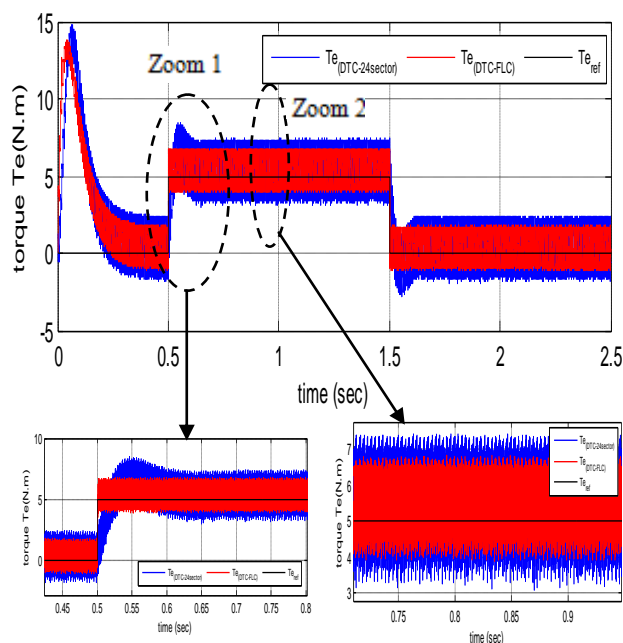 Te(DTC-24sector) Te(DTC-FLC) Teref
Zoom 1
Zoom 2
torque Te(N.m)
15
10
5
0
-5
0 0.5 1 1.5 2 2.5
time (sec)
torque Te(N.m)
10
5
0
0.45 0.5 0.55 0.6 0.65 0.7 0.75 0.8
time (sec)
Te(DTC-24sector) Te(DTC-FLC) Teref
torque Te(N.m)
7
6
5
4
3
0.75 0.8 0.85 0.9
time (sec)
Te(DTC-24sector)
Te(DTC-FLC)
Teref